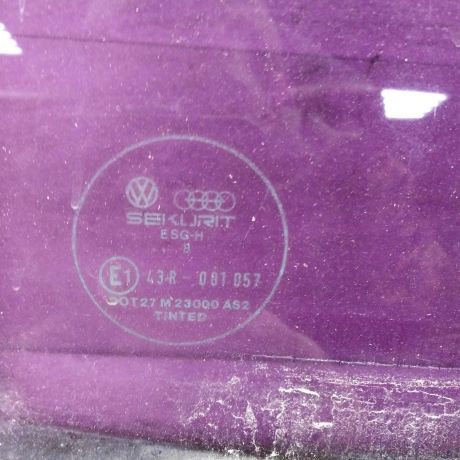 SEKURIT
ESG-H
8
E1 43R - 001057
DOT27 M23000 AS2
TINTED